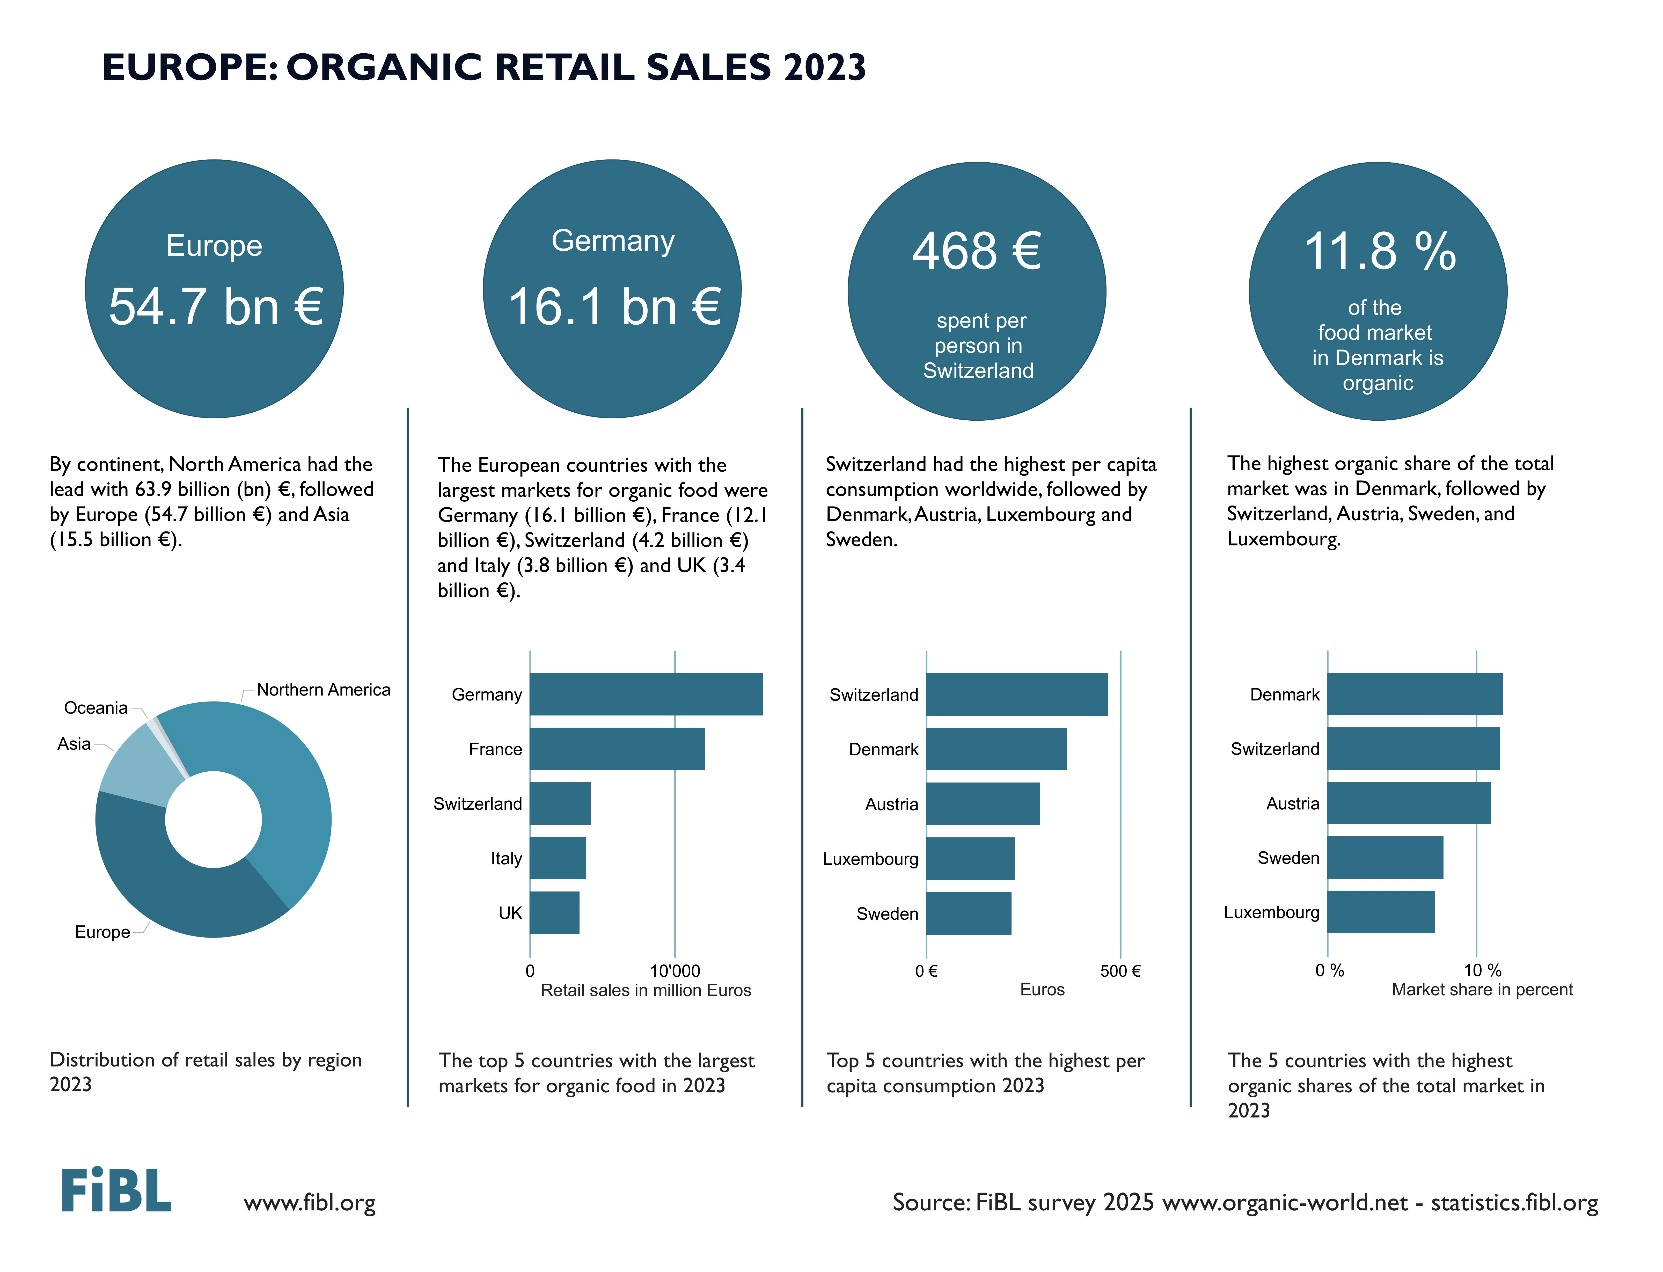 EUROPE: ORGANIC RETAIL SALES 2023
Europe
54.7 bn €
Germany
16.1 bn €
468 €
spent per
person in
Switzerland
11.8 %
of the
food market
in Denmark is
organic
By continent, North America had the
lead with 63.9 billion (bn) €, followed
by Europe (54.7 billion €) and Asia
(15.5 billion €).
The European countries with the
largest markets for organic food were
Germany (16.1 billion €), France (12.1
billion €), Switzerland (4.2 billion €)
and Italy (3.8 billion €) and UK (3.4
billion €).
Switzerland had the highest per capita
consumption worldwide, followed by
Denmark, Austria, Luxembourg and
Sweden.
The highest organic share of the total
market was in Denmark, followed by
Switzerland, Austria, Sweden, and
Luxembourg.
Northern America
Oceania
Asia
Europe
Germany
France
Switzerland
Italy
UK
0
10'000
Retail sales in million Euros
Switzerland
Denmark
Austria
Luxembourg
Sweden
0 €
500 €
Euros
Denmark
Switzerland
Austria
Sweden
Luxembourg
0 %
10 %
Market share in percent
Distribution of retail sales by region
2023
The top 5 countries with the largest
markets for organic food in 2023
Top 5 countries with the highest per
capita consumption 2023
The 5 countries with the highest
organic shares of the total market in
2023
FiBL
www.fibl.org
Source: FiBL survey 2025 www.organic-world.net - statistics.fibl.org